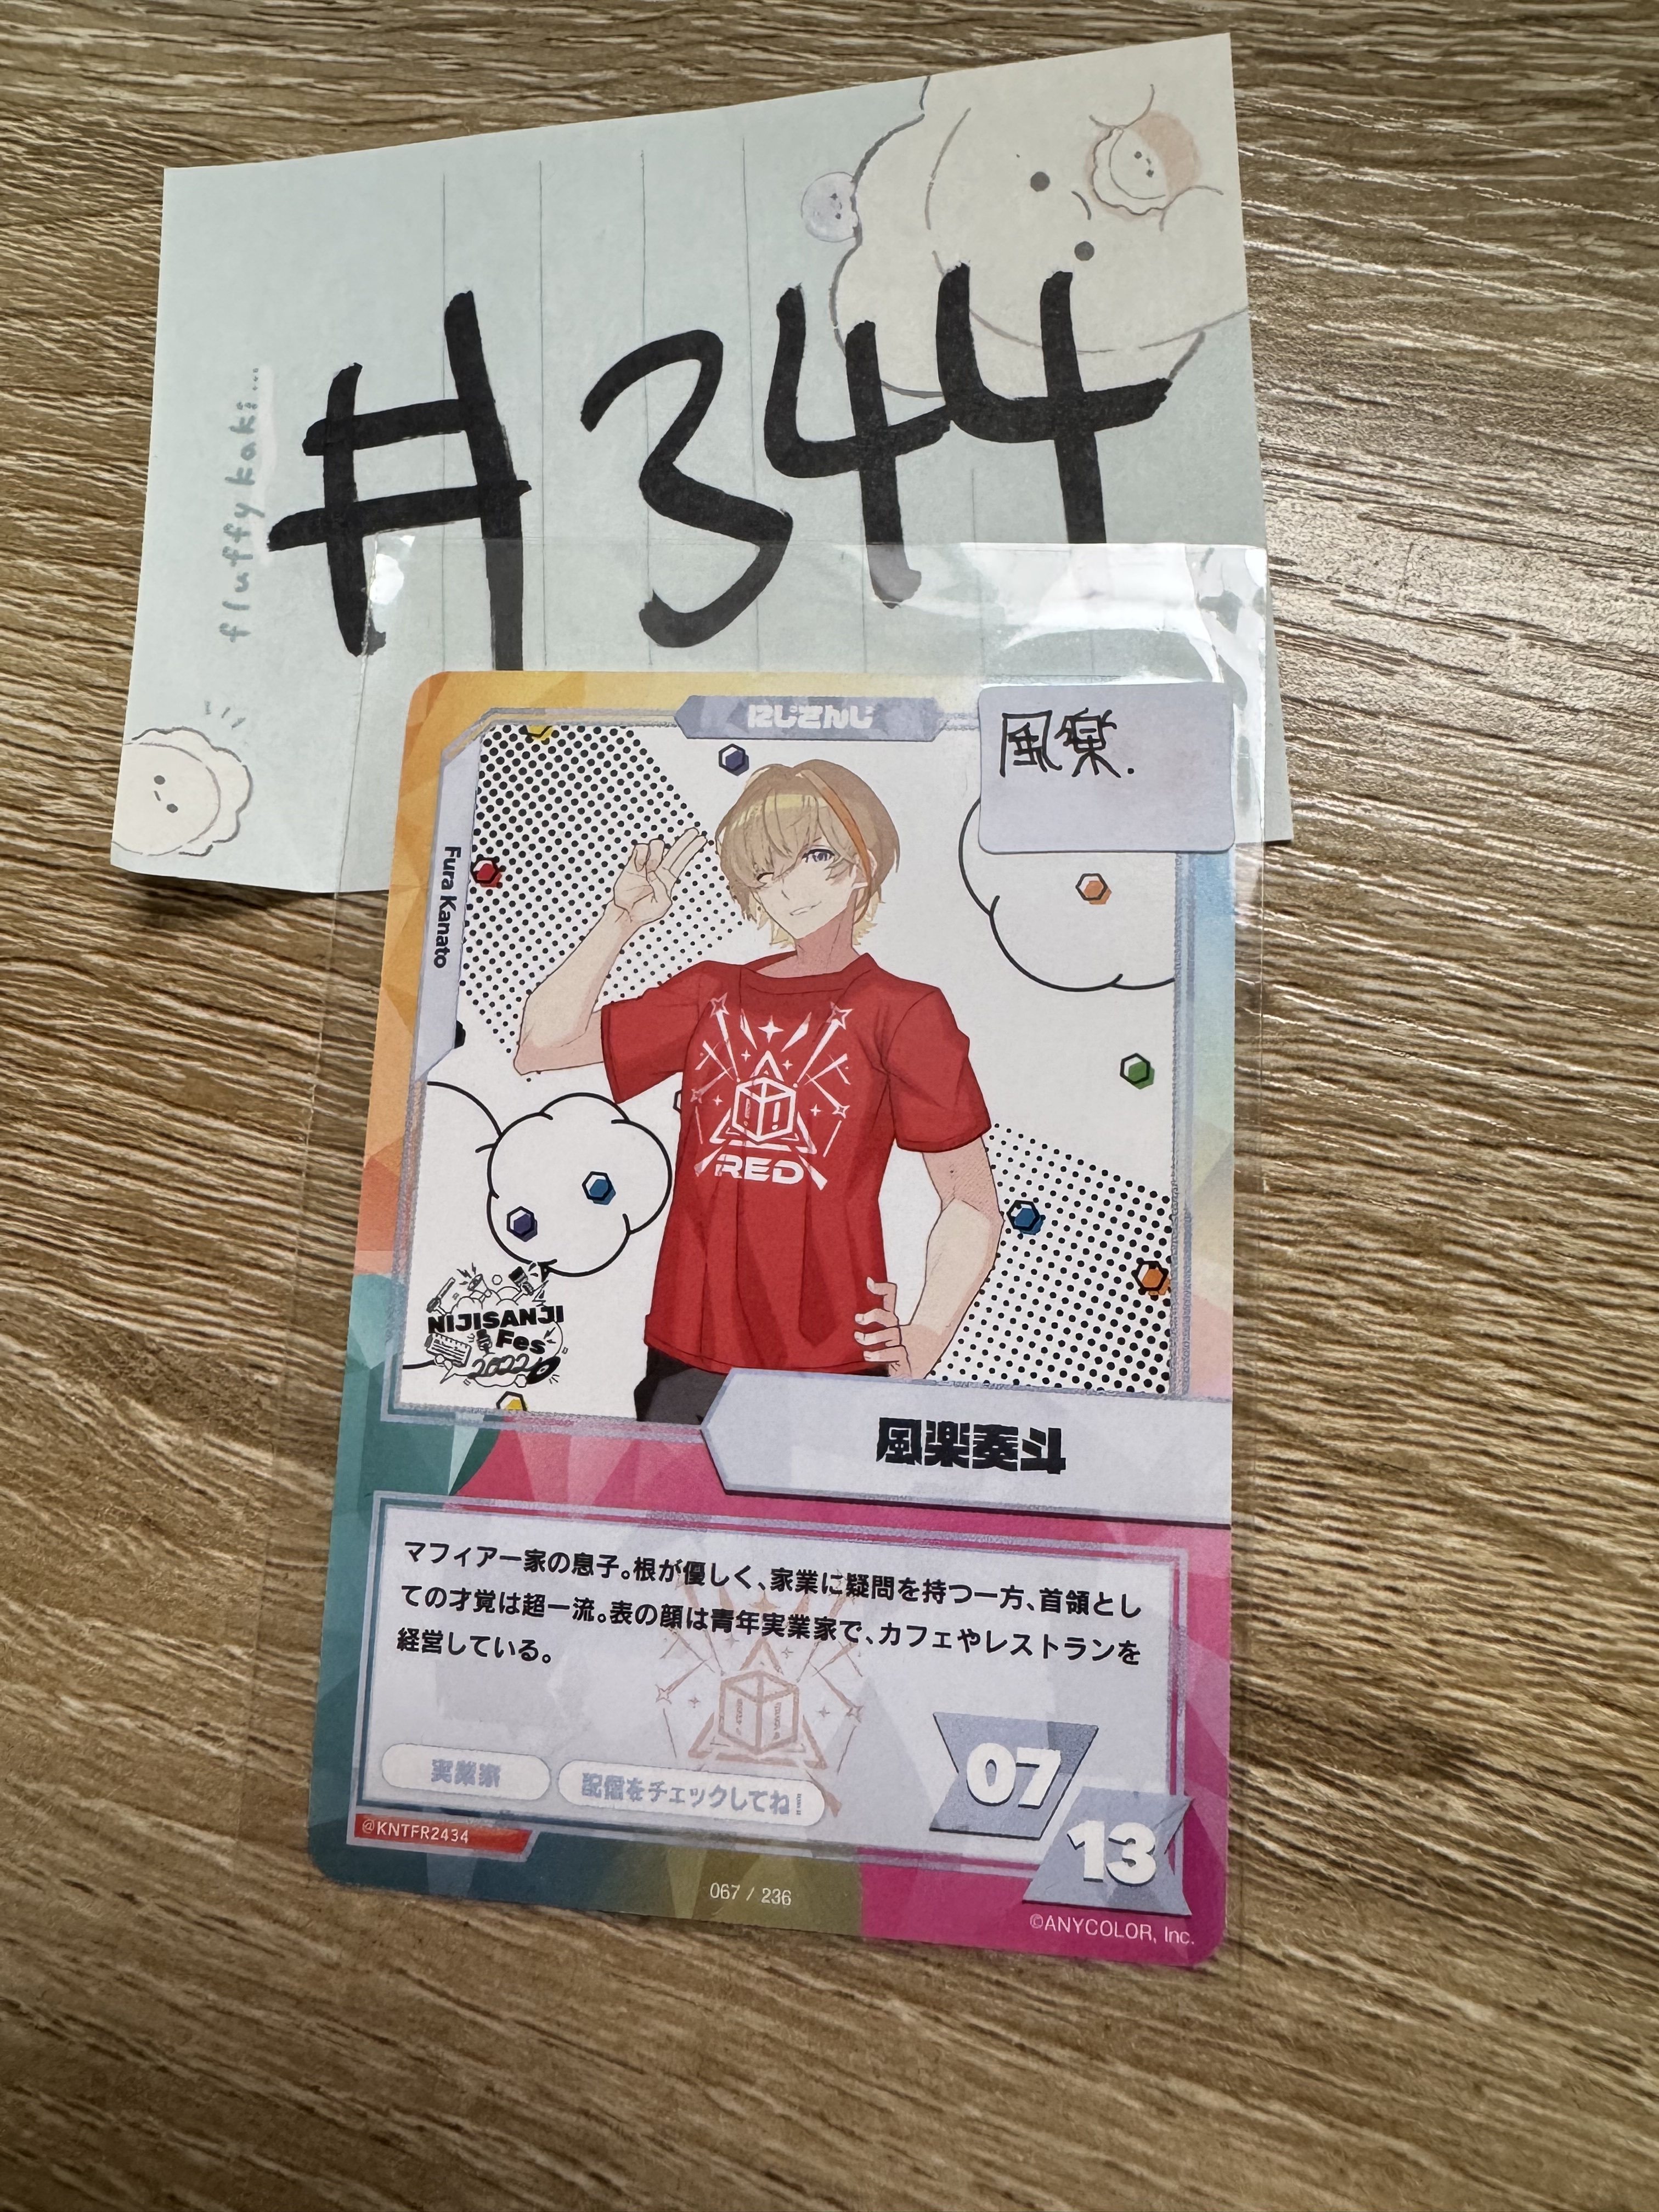 #344
fluffy kaki...
にじさんじ
風楽.
Fura Kanato
RED
NIJISANJI
Fes
2022
風楽奏斗
マフィア一家の息子。根が優しく、家業に疑問を持つ一方、首領とし
ての才覚は超一流。表の顔は青年実業家で、カフェやレストランを
経営している。
実業家
配信をチェックしてね!
07
13
@KNTFR2434
067 / 236
©ANYCOLOR, Inc.